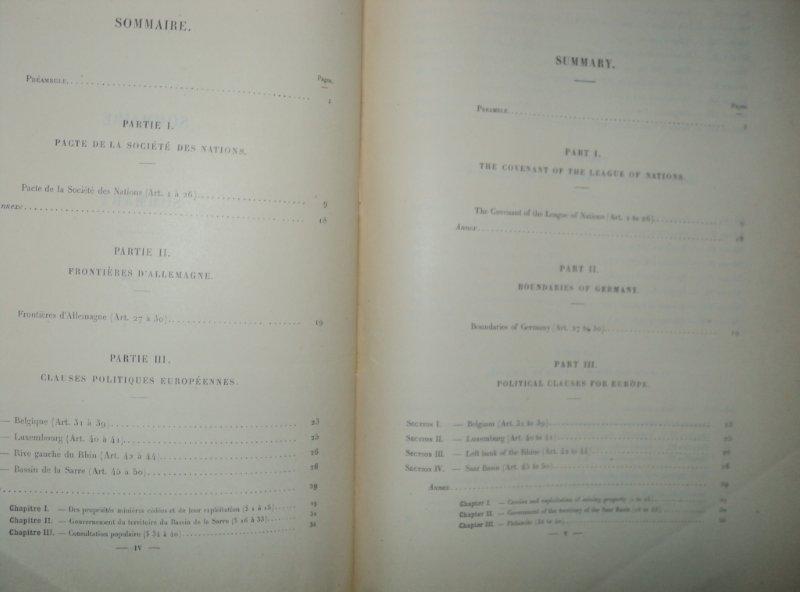 SOMMAIRE.
Pages.
PRÉAMBULE. 1
PARTIE I.
PACTE DE LA SOCIÉTÉ DES NATIONS.
Pacte de la Société des Nations (Art. 1 à 26) 9
18
PARTIE II.
FRONTIÈRES D'ALLEMAGNE.
Frontières d'Allemagne (Art. 27 à 30) 19
PARTIE III.
CLAUSES POLITIQUES EUROPÉENNES.
— Belgique (Art. 31 à 39) 23
— Luxembourg (Art. 40 à 41) 25
— Rive gauche du Rhin (Art. 42 à 44) 26
— Bassin de la Sarre (Art. 45 à 50) 26
29
Chapitre I. — Des propriétés minières cédées et de leur exploitation (§ 1 à 15) 29
Chapitre II. — Gouvernement du territoire du Bassin de la Sarre (§ 16 à 33)
Chapitre III. — Consultation populaire (§ 34 à 40)
— IV —
SUMMARY.
Pages.
PREAMBLE 1
PART I.
THE COVENANT OF THE LEAGUE OF NATIONS.
The Covenant of the League of Nations (Art. 1 to 26) 9
ANNEX 18
PART II.
BOUNDARIES OF GERMANY.
Boundaries of Germany (Art. 27 to 30) 19
PART III.
POLITICAL CLAUSES FOR EUROPE.
SECTION I. — Belgium (Art. 31 to 39) 23
SECTION II. — Luxemburg (Art. 40 to 41) 25
SECTION III. — Left bank of the Rhine (Art. 42 to 44) 26
SECTION IV. — Saar Basin (Art. 45 to 50) 26
ANNEX 29
Chapter I. — Cession and exploitation of mining property
Chapter II. — Government of the territory of the Saar Basin
Chapter III. — Plebiscite
— V —